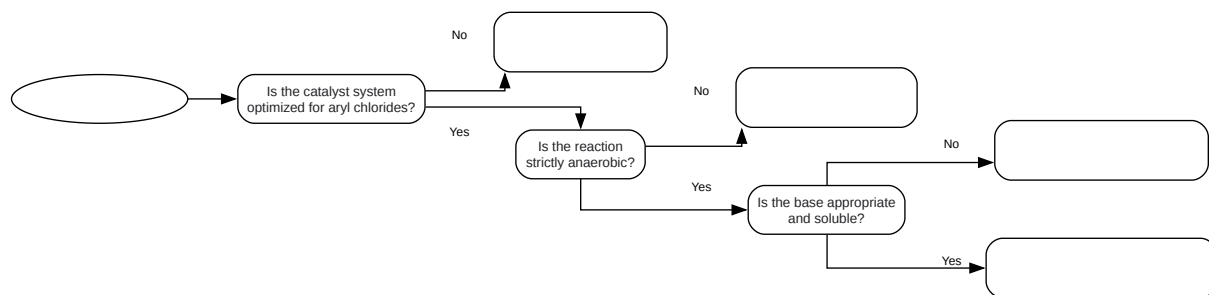 No
Is the catalyst system
optimized for aryl chlorides?
No
Yes
Is the reaction
strictly anaerobic?
No
Yes
Is the base appropriate
and soluble?
Yes